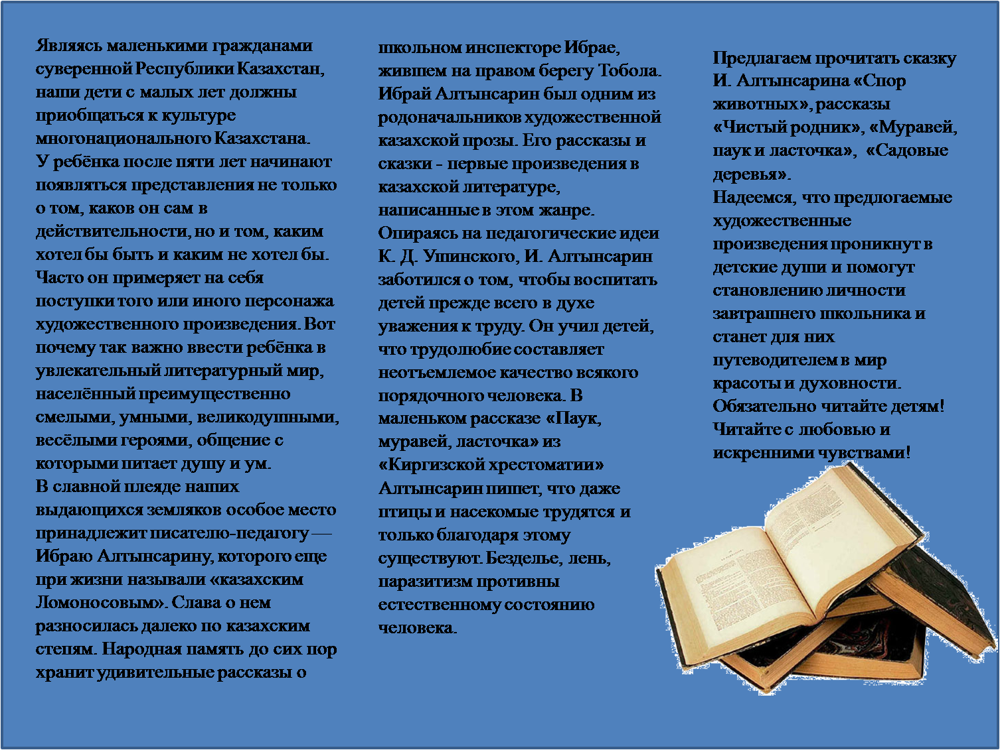 Являясь маленькими гражданами
суверенной Республики Казахстан,
наши дети с малых лет должны
приобщаться к культуре
многонационального Казахстана.
У ребёнка после пяти лет начинают
появляться представления не только
о том, каков он сам в
действительности, но и том, каким
хотел бы быть и каким не хотел бы.
Часто он примеряет на себя
поступки того или иного персонажа
художественного произведения. Вот
почему так важно ввести ребёнка в
увлекательный литературный мир,
населённый преимущественно
смелыми, умными, великодушными,
весёлыми героями, общение с
которыми питает душу и ум.
В славной плеяде наших
выдающихся земляков особое место
принадлежит писателю-педагогу —
Ибраю Алтынсарину, которого еще
при жизни называли «казахским
Ломоносовым». Слава о нем
разносилась далеко по казахским
степям. Народная память до сих пор
хранит удивительные рассказы о
школьном инспекторе Ибрае,
жившем на правом берегу Тобола.
Ибрай Алтынсарин был одним из
родоначальников художественной
казахской прозы. Его рассказы и
сказки - первые произведения в
казахской литературе,
написанные в этом жанре.
Опираясь на педагогические идеи
К. Д. Ушинского, И. Алтынсарин
заботился о том, чтобы воспитать
детей прежде всего в духе
уважения к труду. Он учил детей,
что трудолюбие составляет
неотъемлемое качество всякого
порядочного человека. В
маленьком рассказе «Паук,
муравей, ласточка» из
«Киргизской хрестоматии»
Алтынсарин пишет, что даже
птицы и насекомые трудятся и
только благодаря этому
существуют. Безделье, лень,
паразитизм противны
естественному состоянию
человека.
Предлагаем прочитать сказку
И. Алтынсарина «Спор
животных», рассказы
«Чистый родник», «Муравей,
паук и ласточка», «Садовые
деревья».
Надеемся, что предлогаемые
художественные
произведения проникнут в
детские души и помогут
становлению личности
завтрашнего школьника и
станет для них
путеводителем в мир
красоты и духовности.
Обязательно читайте детям!
Читайте с любовью и
искренними чувствами!